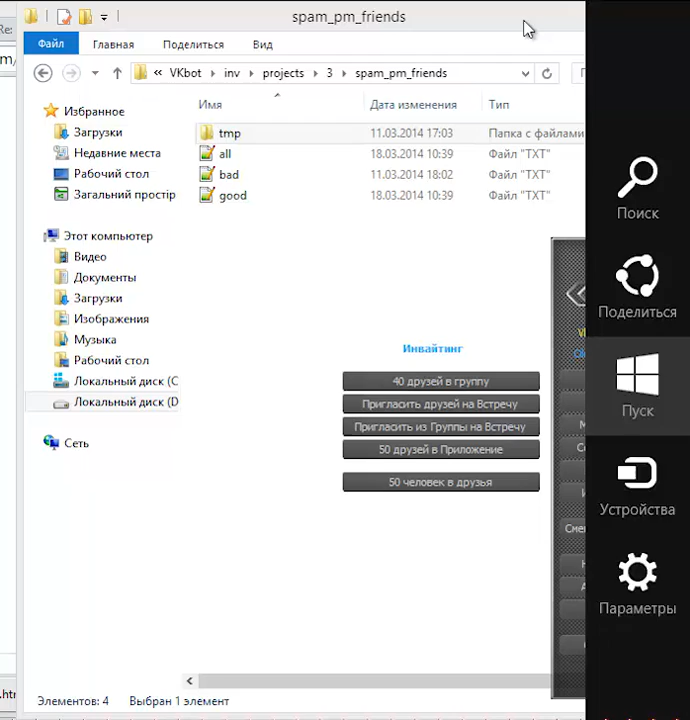 spam_pm_friends
Re:
Файл Главная Поделиться Вид
m/
« VKbot inv projects 3 spam_pm_friends
Имя Дата изменения Тип
Избранное
Загрузки
Недавние места
Рабочий стол
Загальний простір
tmp 11.03.2014 17:03 Папка с файлами
all 18.03.2014 10:39 Файл "TXT"
bad 11.03.2014 18:02 Файл "TXT"
good 18.03.2014 10:39 Файл "TXT"
Этот компьютер
Видео
Документы
Загрузки
Изображения
Музыка
Рабочий стол
Локальный диск (C
Локальный диск (D
Сеть
Инвайтинг
40 друзей в группу
Пригласить друзей на Встречу
Пригласить из Группы на Встречу
50 друзей в Приложение
50 человек в друзья
Поиск
Поделиться
Пуск
Устройства
Параметры
.htr
Элементов: 4 Выбран 1 элемент